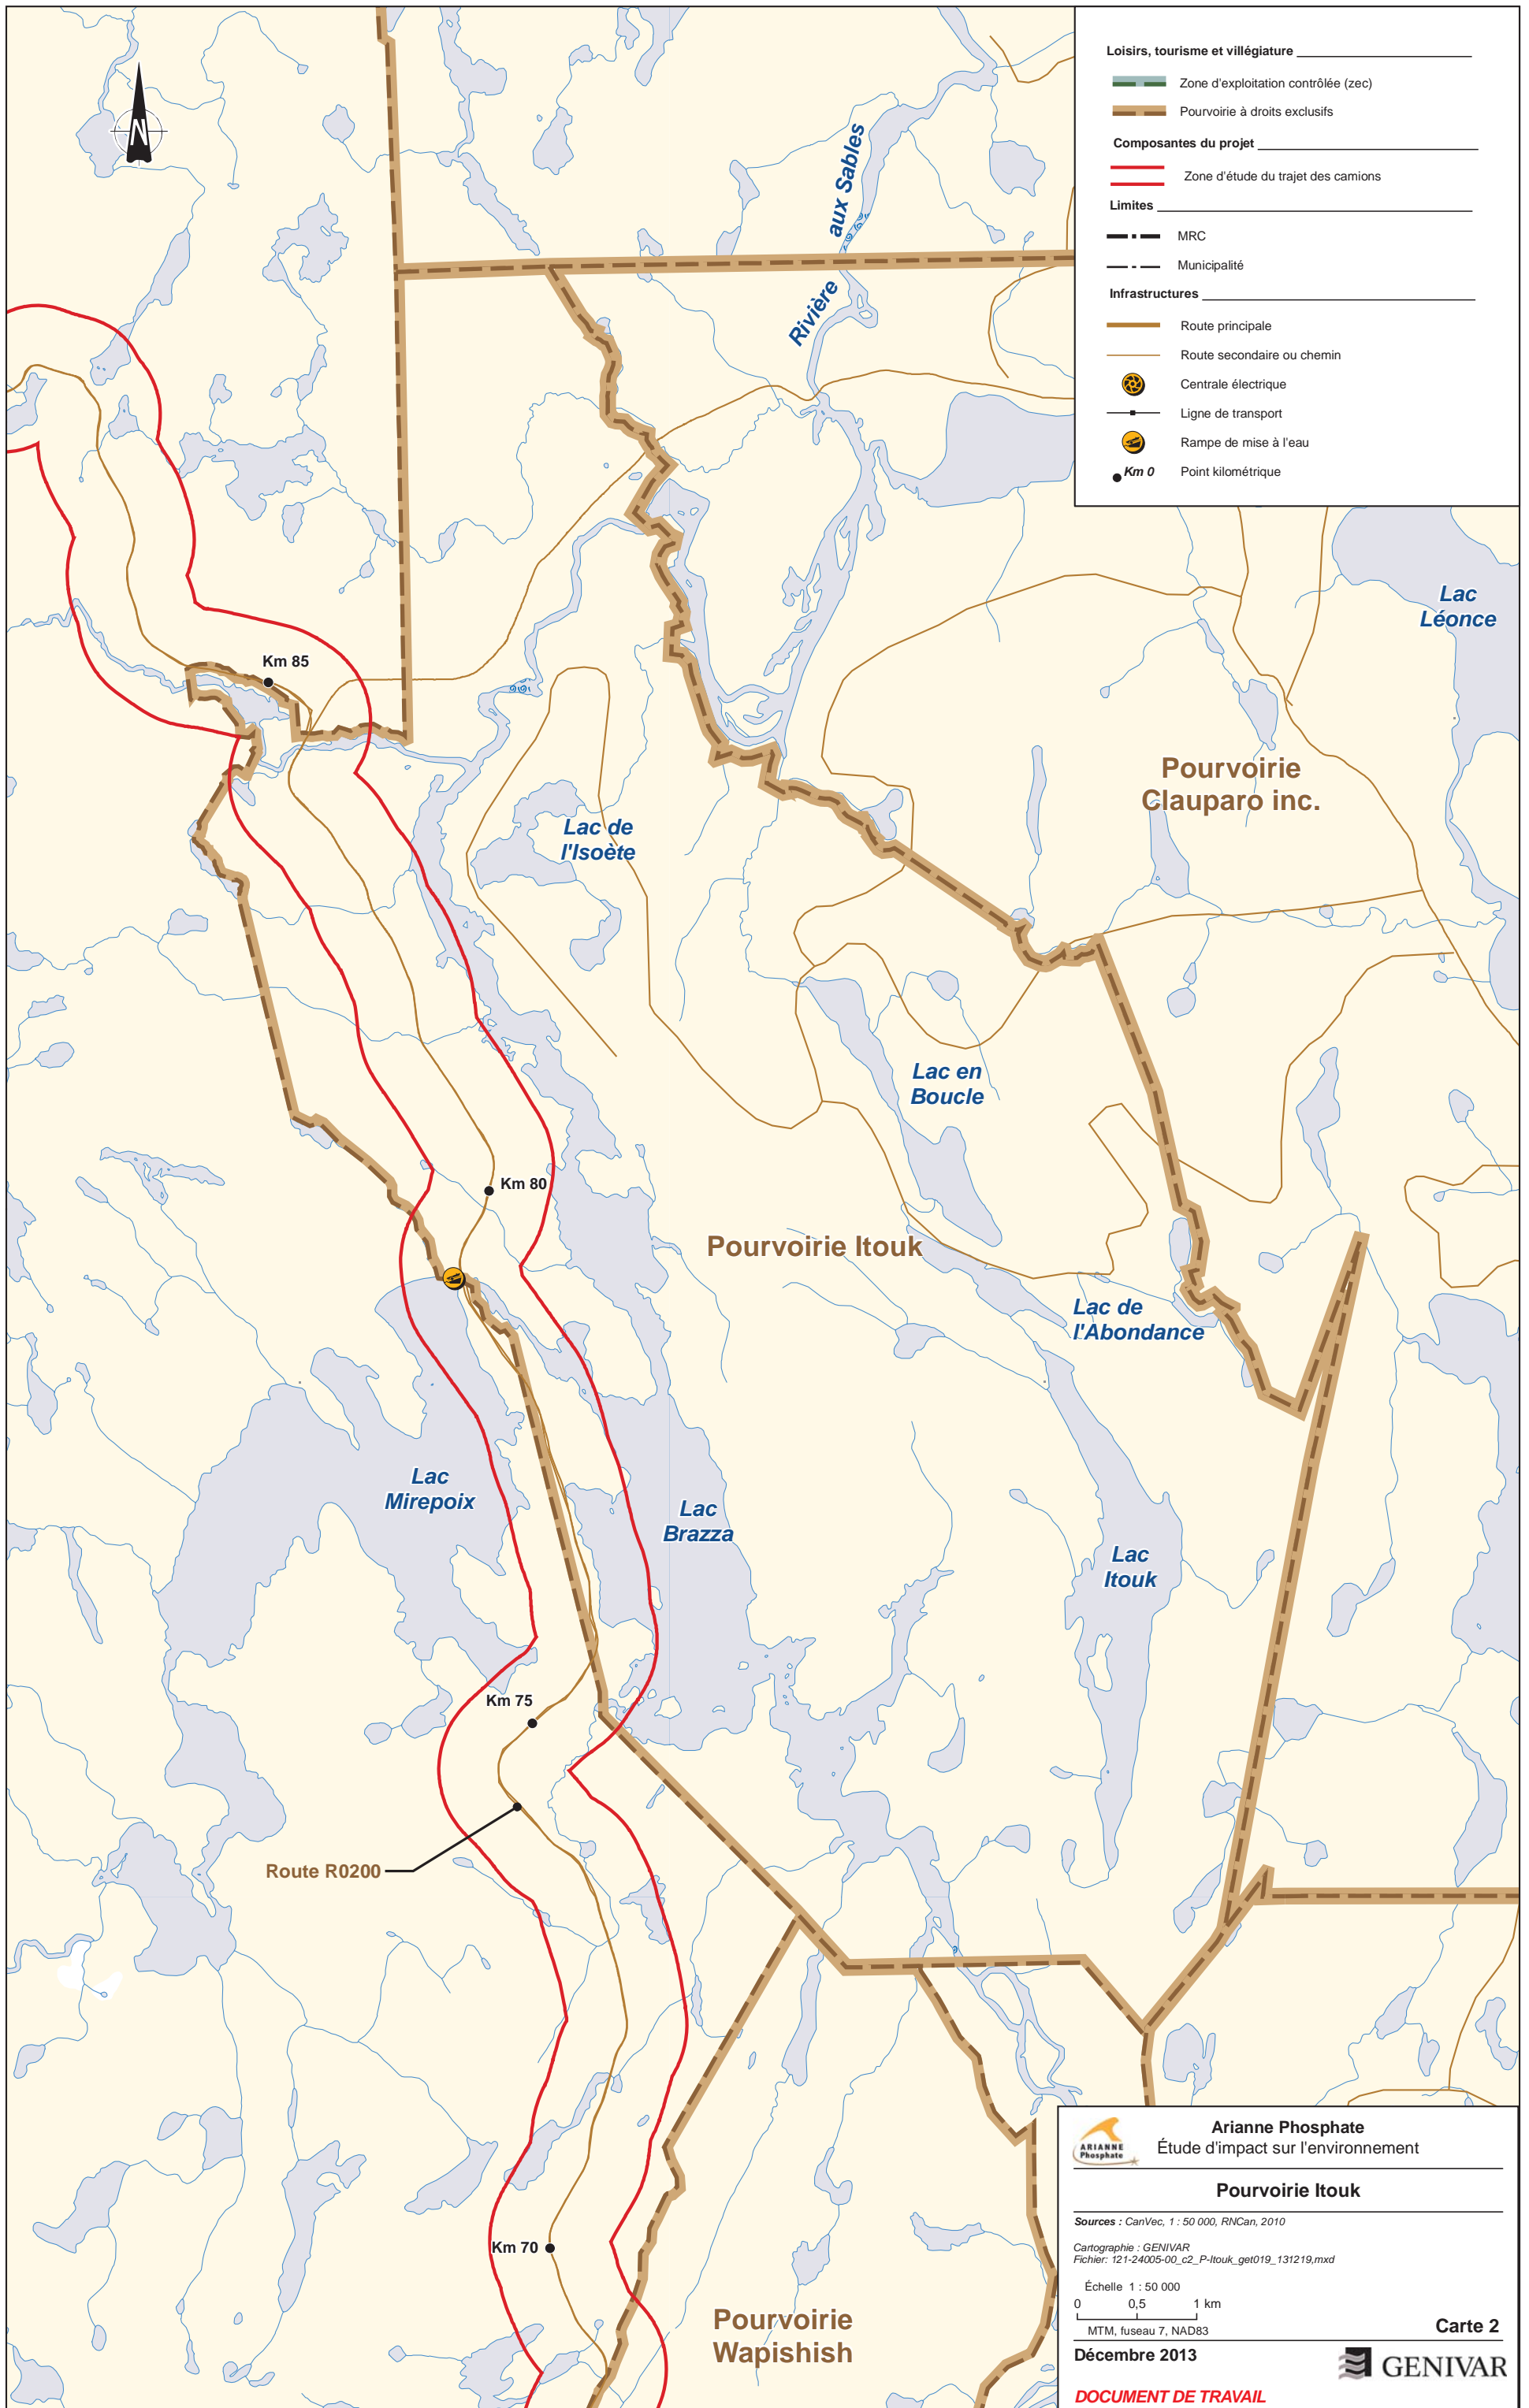 N
Loisirs, tourisme et villégiature
Zone d'exploitation contrôlée (zec)
Pourvoirie à droits exclusifs
Composantes du projet
Zone d'étude du trajet des camions
Limites
MRC
Municipalité
Infrastructures
Route principale
Route secondaire ou chemin
Centrale électrique
Ligne de transport
Rampe de mise à l'eau
Km 0 Point kilométrique
Rivière aux Sables
Lac
Léonce
Km 85
Pourvoirie
Clauparo inc.
Lac de
l'Isoète
Lac en
Boucle
Km 80
Pourvoirie Itouk
Lac de
l'Abondance
Lac
Mirepoix
Lac
Brazza
Lac
Itouk
Km 75
Route R0200
Km 70
Pourvoirie
Wapishish
ARIANNE
Phosphate
Arianne Phosphate
Étude d'impact sur l'environnement
Pourvoirie Itouk
Sources : CanVec, 1 : 50 000, RNCan, 2010
Cartographie : GENIVAR
Fichier: 121-24005-00_c2_P-Itouk_get019_131219,mxd
Échelle 1 : 50 000
0 0,5 1 km
MTM, fuseau 7, NAD83
Carte 2
Décembre 2013
GENIVAR
DOCUMENT DE TRAVAIL